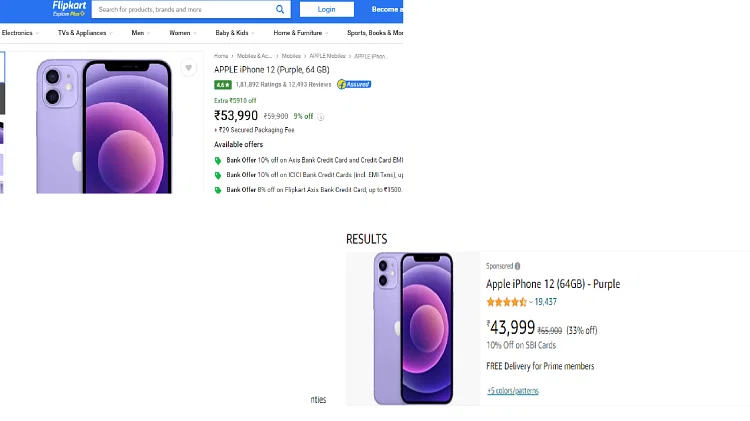 Flipkart
Explore Plus
Search for products, brands and more
Login
Become a
Electronics
TVs & Appliances
Men
Women
Baby & Kids
Home & Furniture
Sports, Books & Mo
Home > Mobiles & Ac... > Mobiles > APPLE Mobiles > APPLE iPhon...
APPLE iPhone 12 (Purple, 64 GB)
4.6★ 1,81,892 Ratings & 12,493 Reviews Assured
Extra ₹5910 off
₹53,990 ₹59,900 9% off
+ ₹29 Secured Packaging Fee
Available offers
Bank Offer 10% off on Axis Bank Credit Card and Credit Card EMI
Bank Offer 10% off on ICICI Bank Credit Cards (incl. EMI Txns), up
Bank Offer 8% off on Flipkart Axis Bank Credit Card, up to ₹1500.
RESULTS
Sponsored
Apple iPhone 12 (64GB) - Purple
19,437
₹43,999 ₹65,900 (33% off)
10% Off on SBI Cards
FREE Delivery for Prime members
+5 colors/patterns
nties